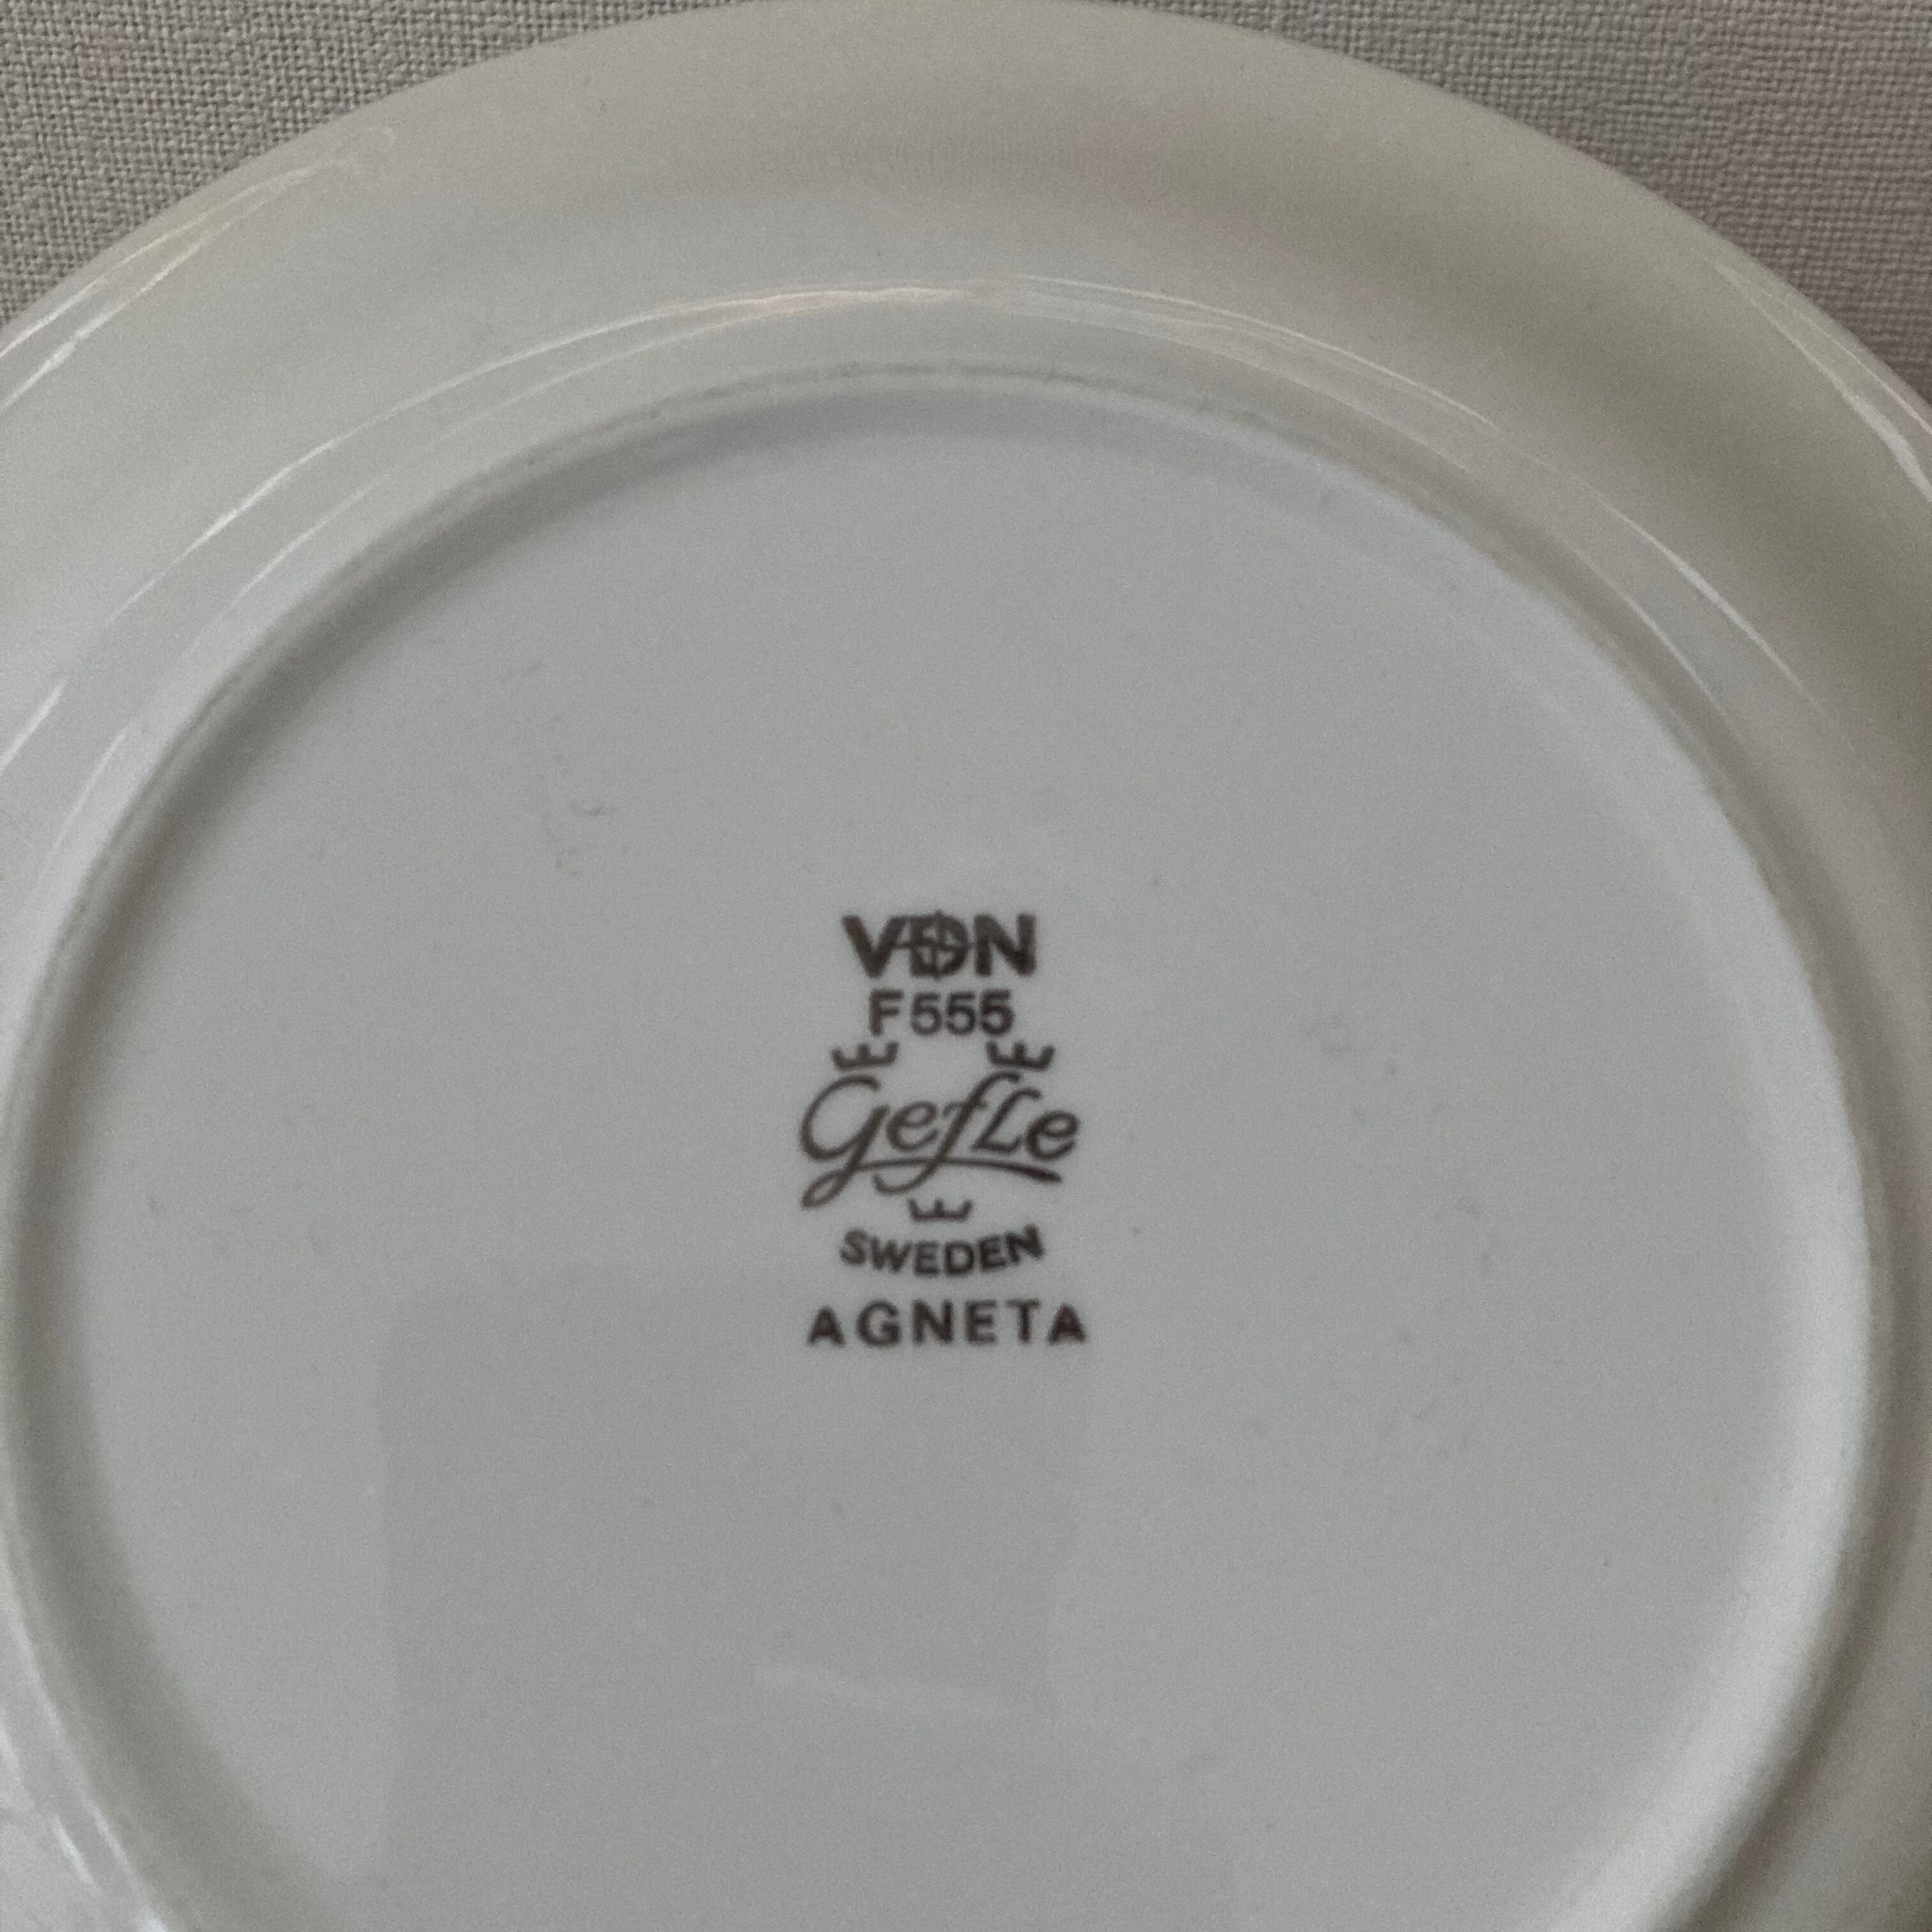 VDN
F555
Gefle
SWEDEN
AGNETA